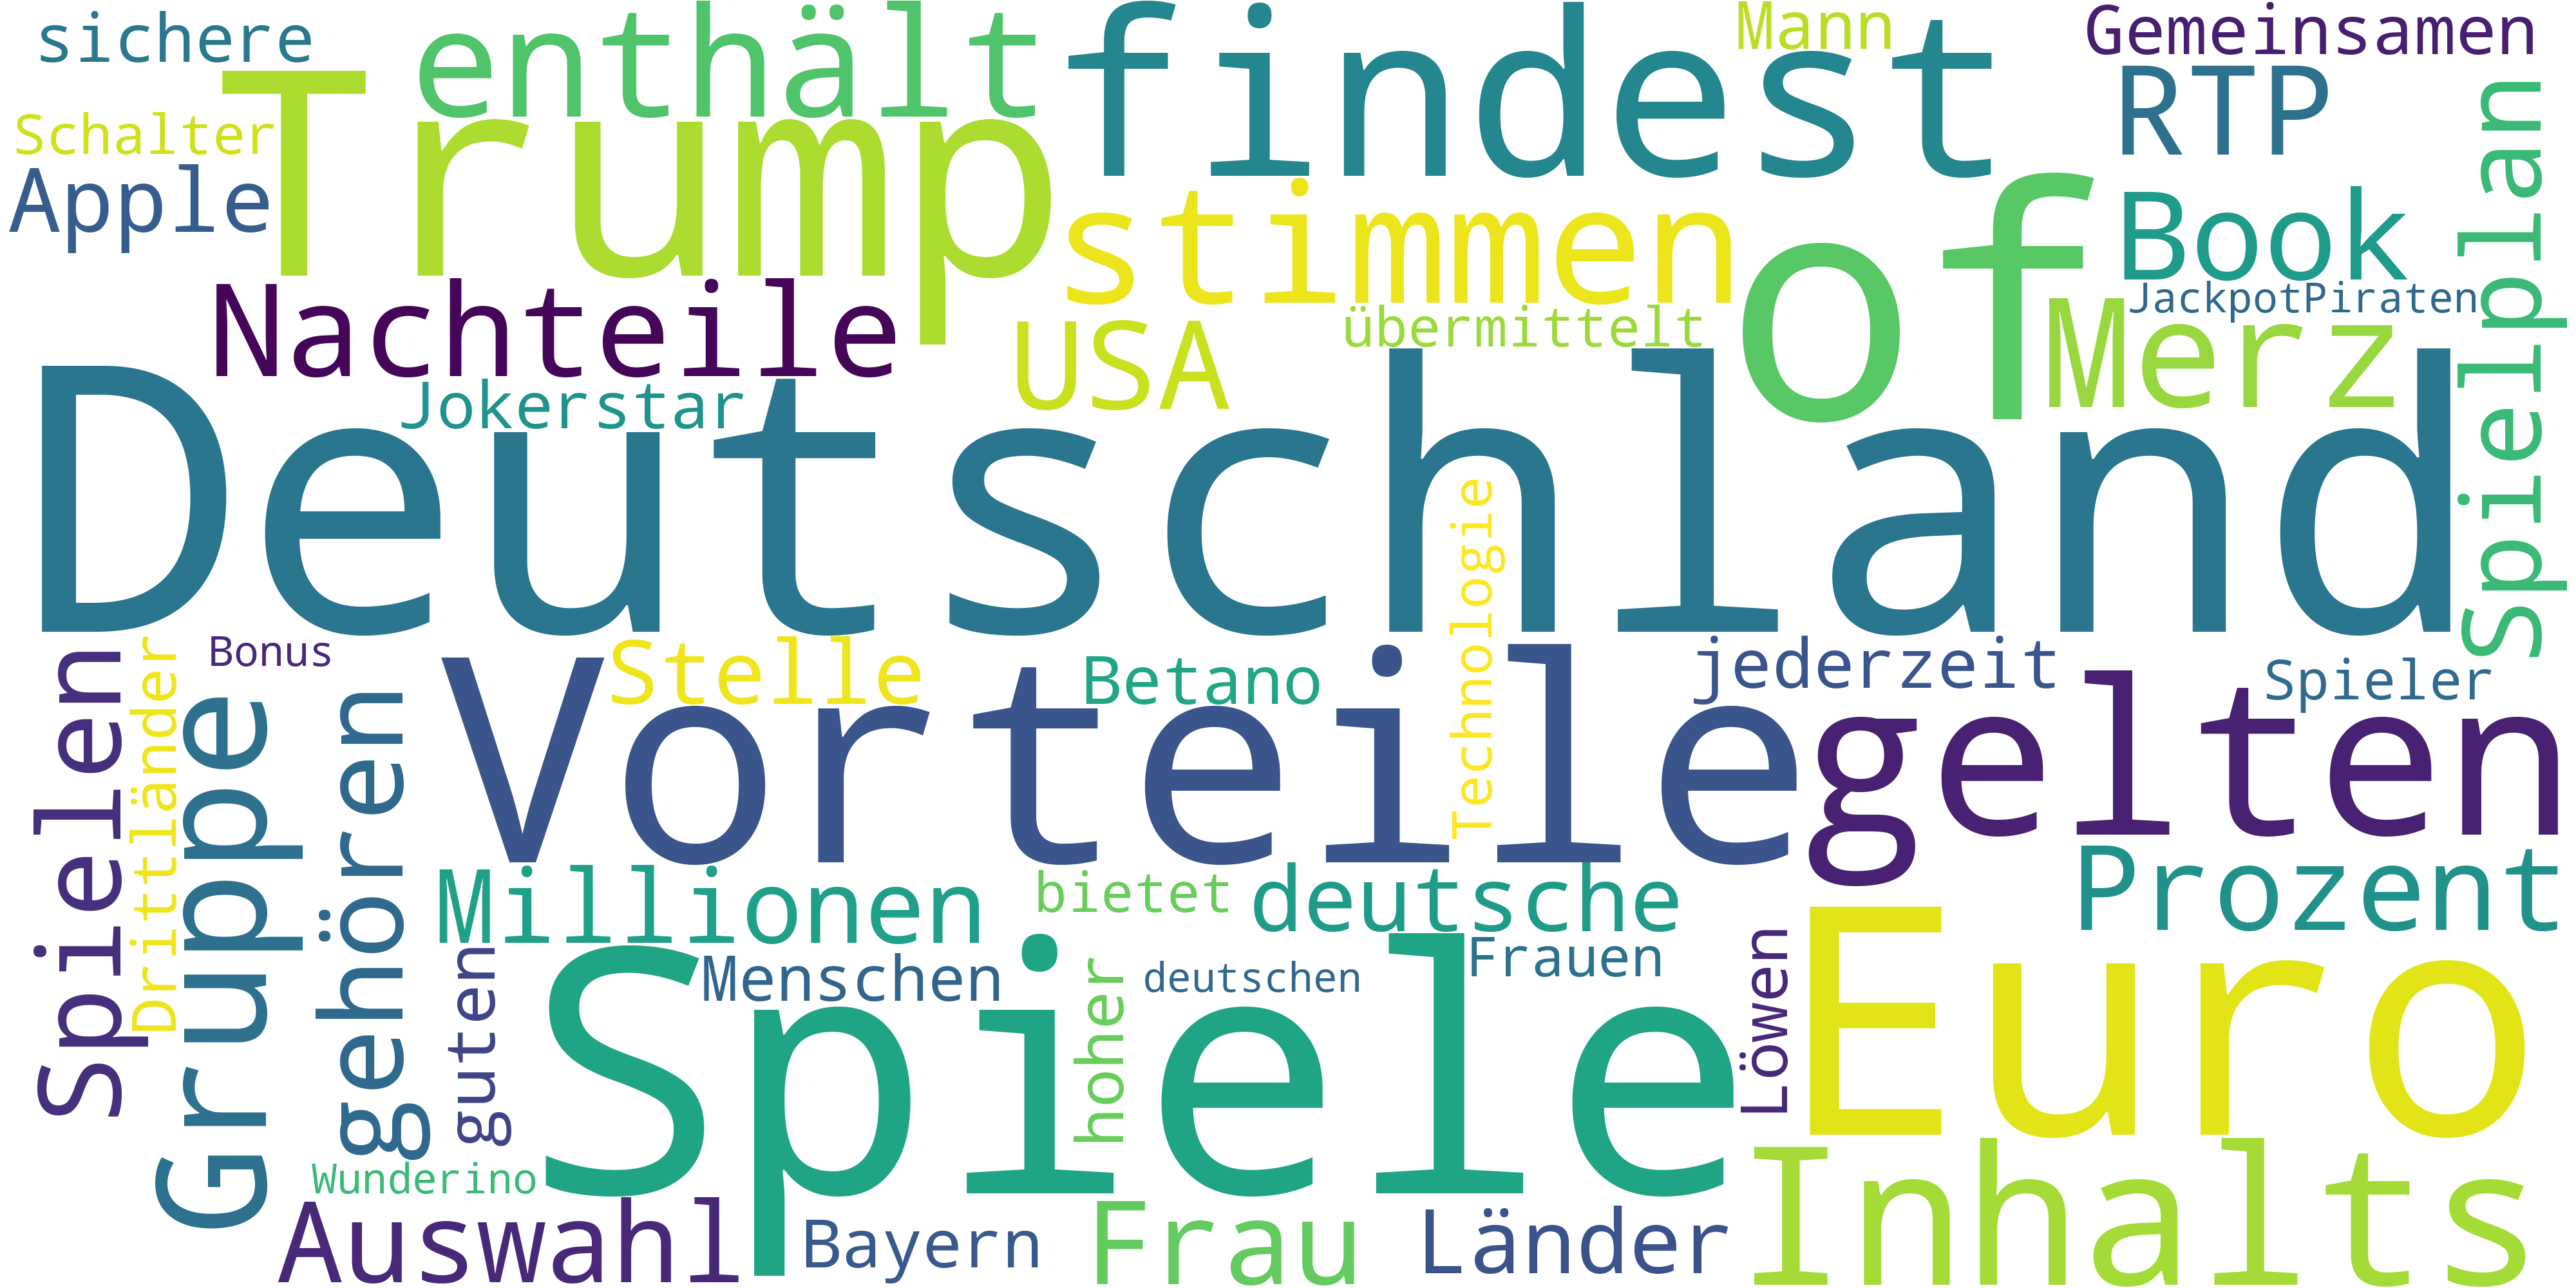 sichere
enthält
findest
Mann
Gemeinsamen
Schalter
Trump
RTP
Apple
stimmen
of
Book
Spielplan
Nachteile
USA
übermittelt
Merz
JackpotPiraten
Jokerstar
Deutschland
Technologie
Bonus
Stelle
Betano
jederzeit
Spieler
Spielen
Drittländer
Gruppe
gehören
Vorteile
gelten
Millionen
bietet
deutsche
Prozent
guten
Menschen
hoher
deutschen
Frauen
Löwen
Euro
Spiele
Wunderino
Auswahl
Bayern
Frau
Länder
Inhalts